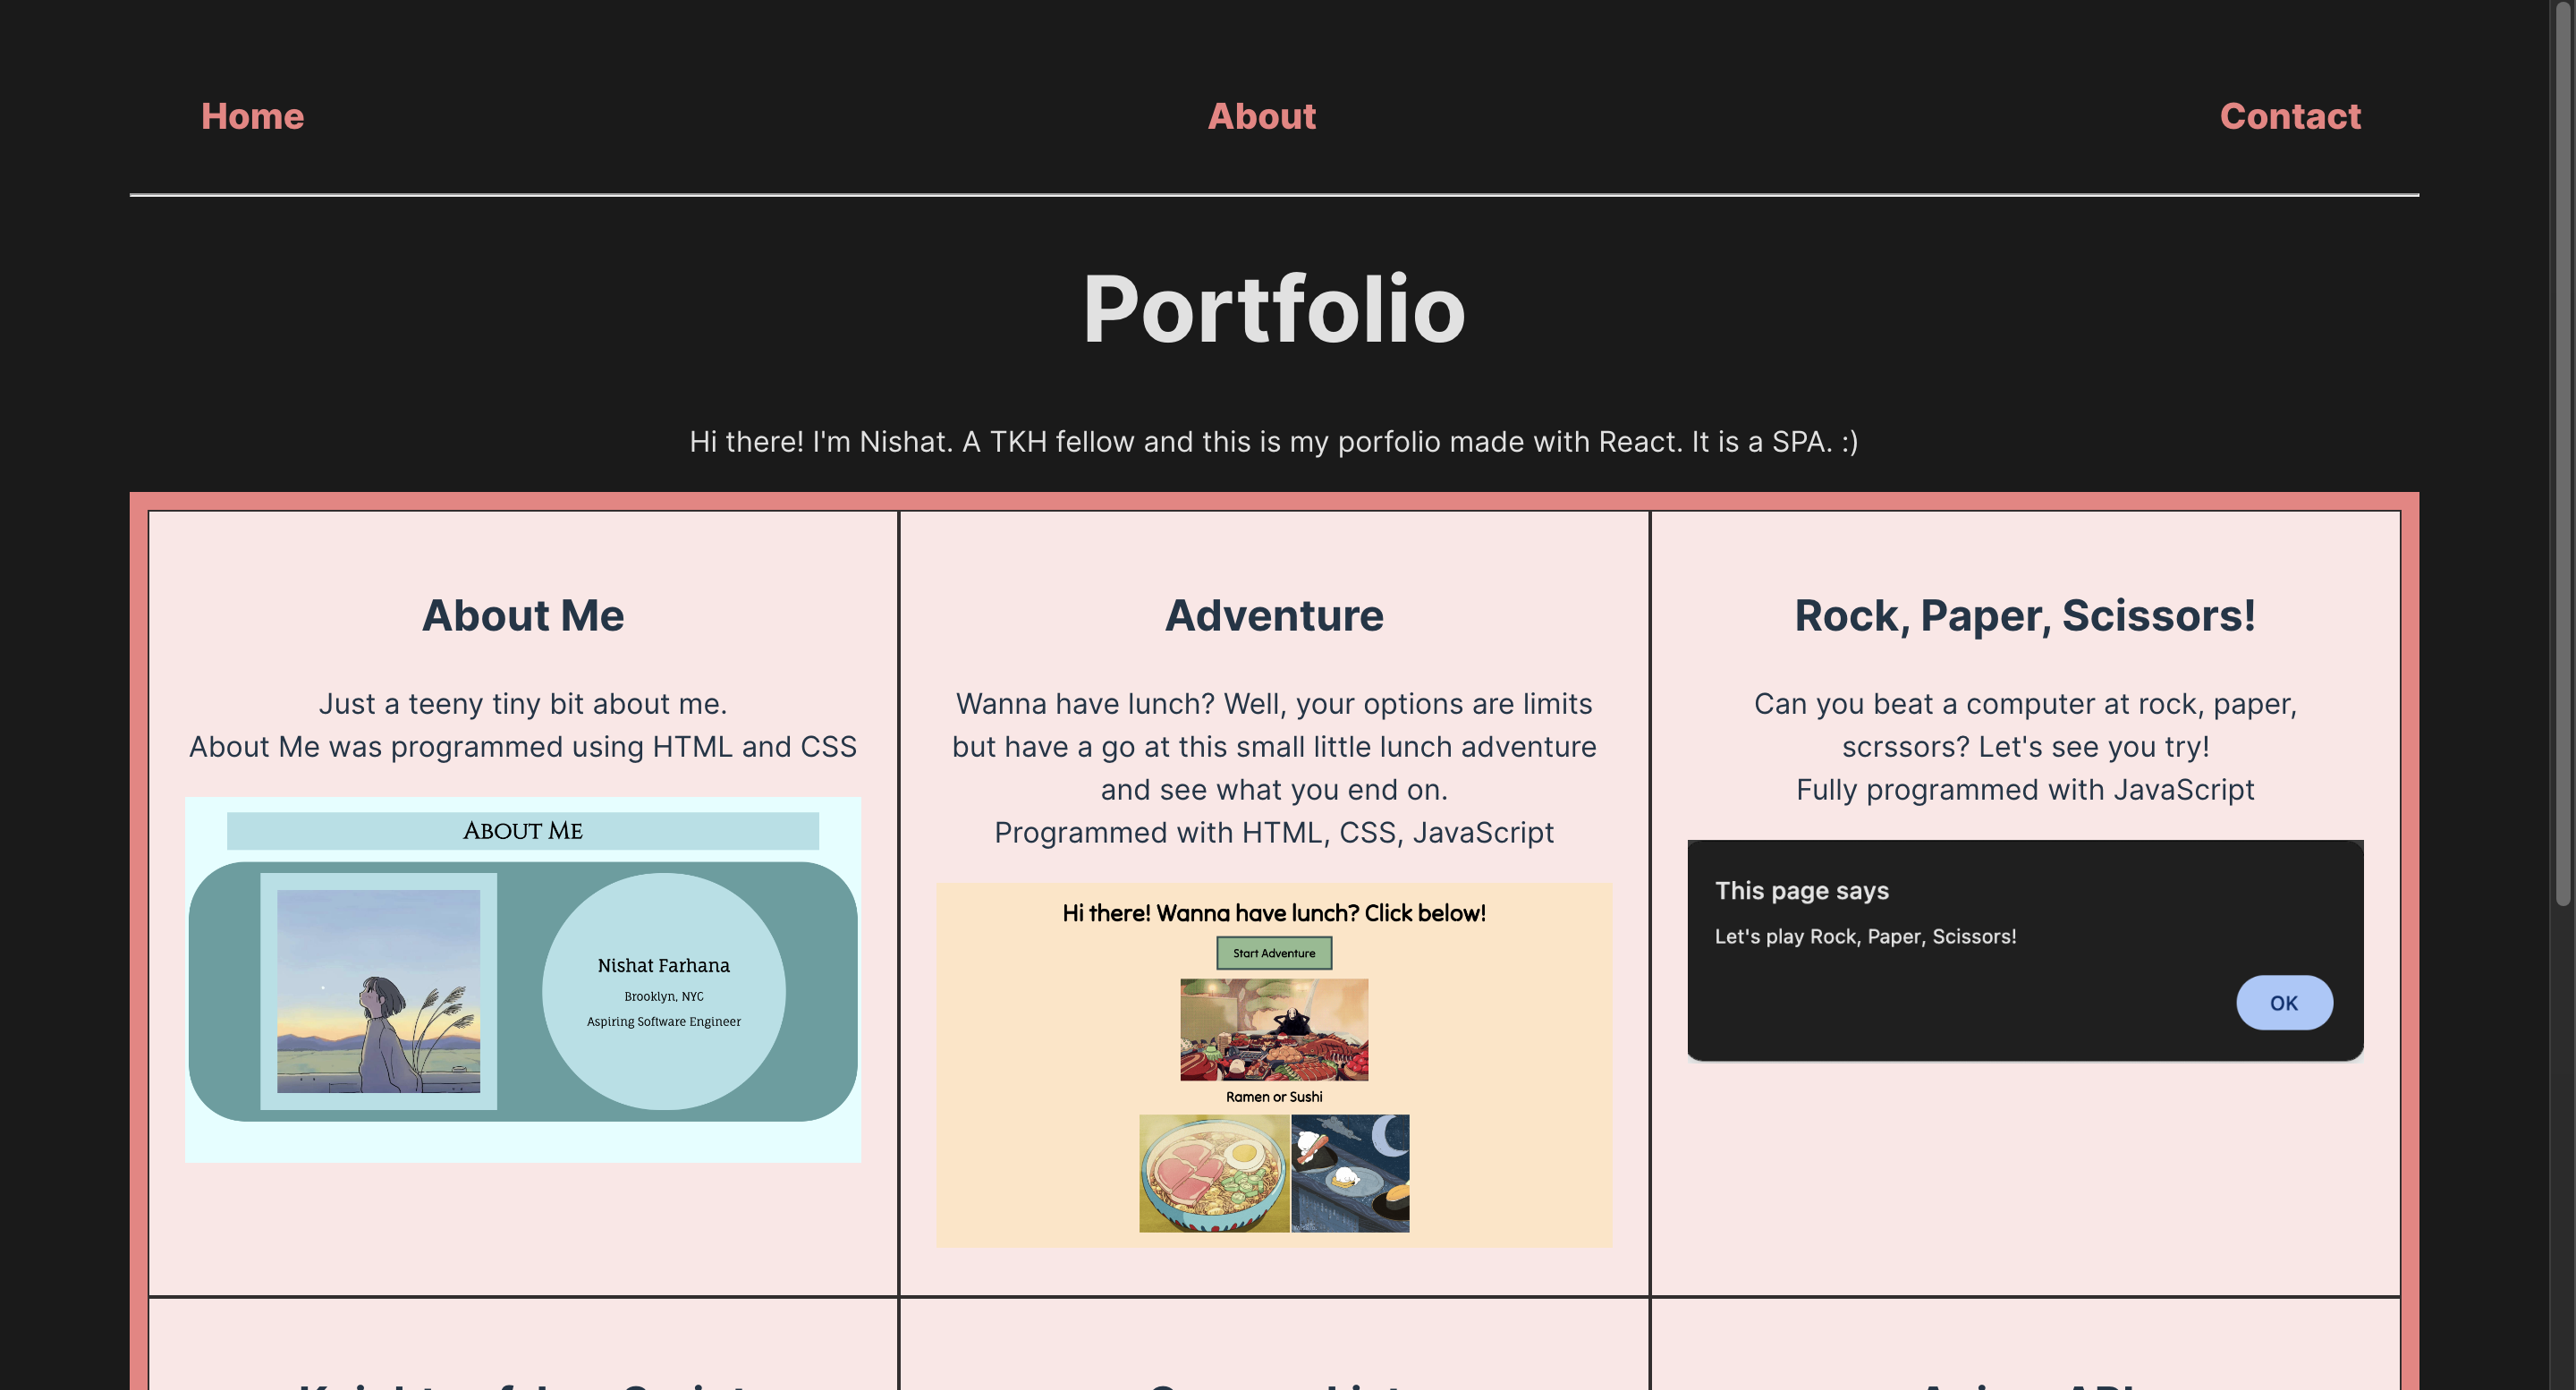 Home
About
Contact
Portfolio
Hi there! I'm Nishat. A TKH fellow and this is my porfolio made with React. It is a SPA. :)
About Me
Just a teeny tiny bit about me.
About Me was programmed using HTML and CSS
About Me
Nishat Farhana
Brooklyn, NYC
Aspiring Software Engineer
Adventure
Wanna have lunch? Well, your options are limits
but have a go at this small little lunch adventure
and see what you end on.
Programmed with HTML, CSS, JavaScript
Hi there! Wanna have lunch? Click below!
Start Adventure
Ramen or Sushi
Rock, Paper, Scissors!
Can you beat a computer at rock, paper,
scrssors? Let's see you try!
Fully programmed with JavaScript
This page says
Let's play Rock, Paper, Scissors!
OK